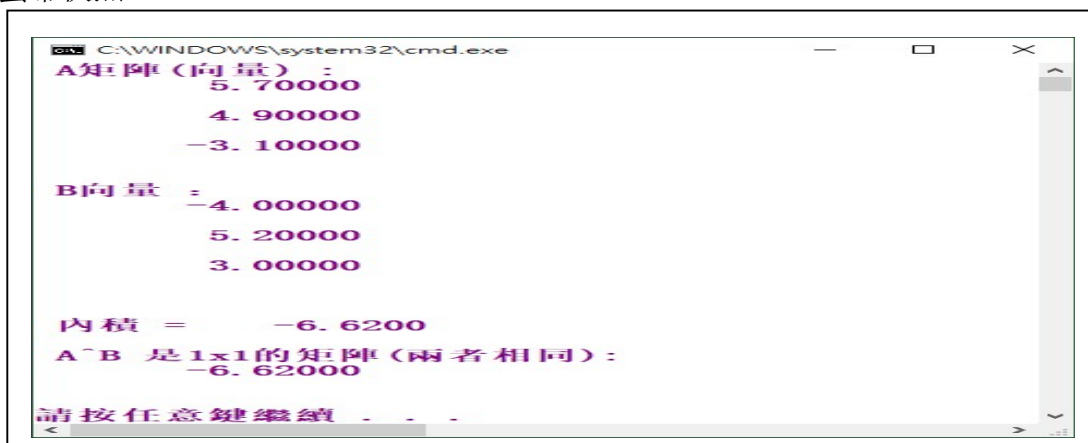 C:\WINDOWS\system32\cmd.exe
A矩陣(向量) :
5.70000
4.90000
-3.10000
B向量 :
-4.00000
5.20000
3.00000
內積 = -6.6200
A^B 是1x1的矩陣(兩者相同):
-6.62000
請按任意鍵繼續 . . .